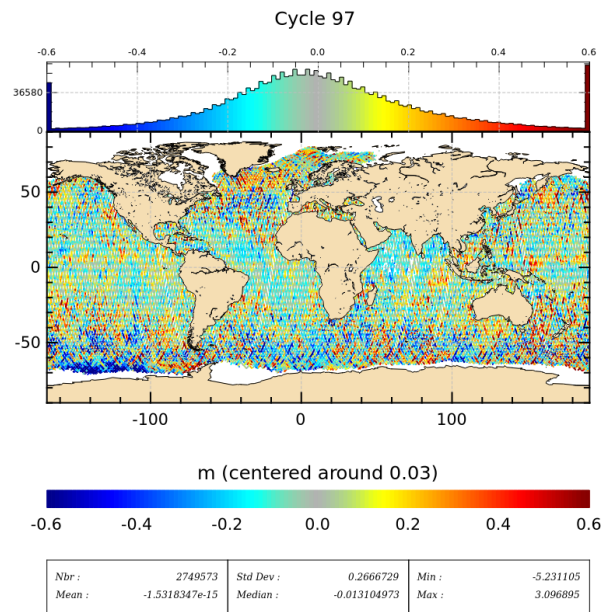 Cycle 97
-0.6 -0.4 -0.2 0.0 0.2 0.4 0.6
36580
0
50
0
-50
-100 0 100
m (centered around 0.03)
-0.6 -0.4 -0.2 0.0 0.2 0.4 0.6
Nbr : 2749573 Std Dev : 0.2666729 Min : -5.231105
Mean : -1.5318347e-15 Median : -0.013104973 Max : 3.096895